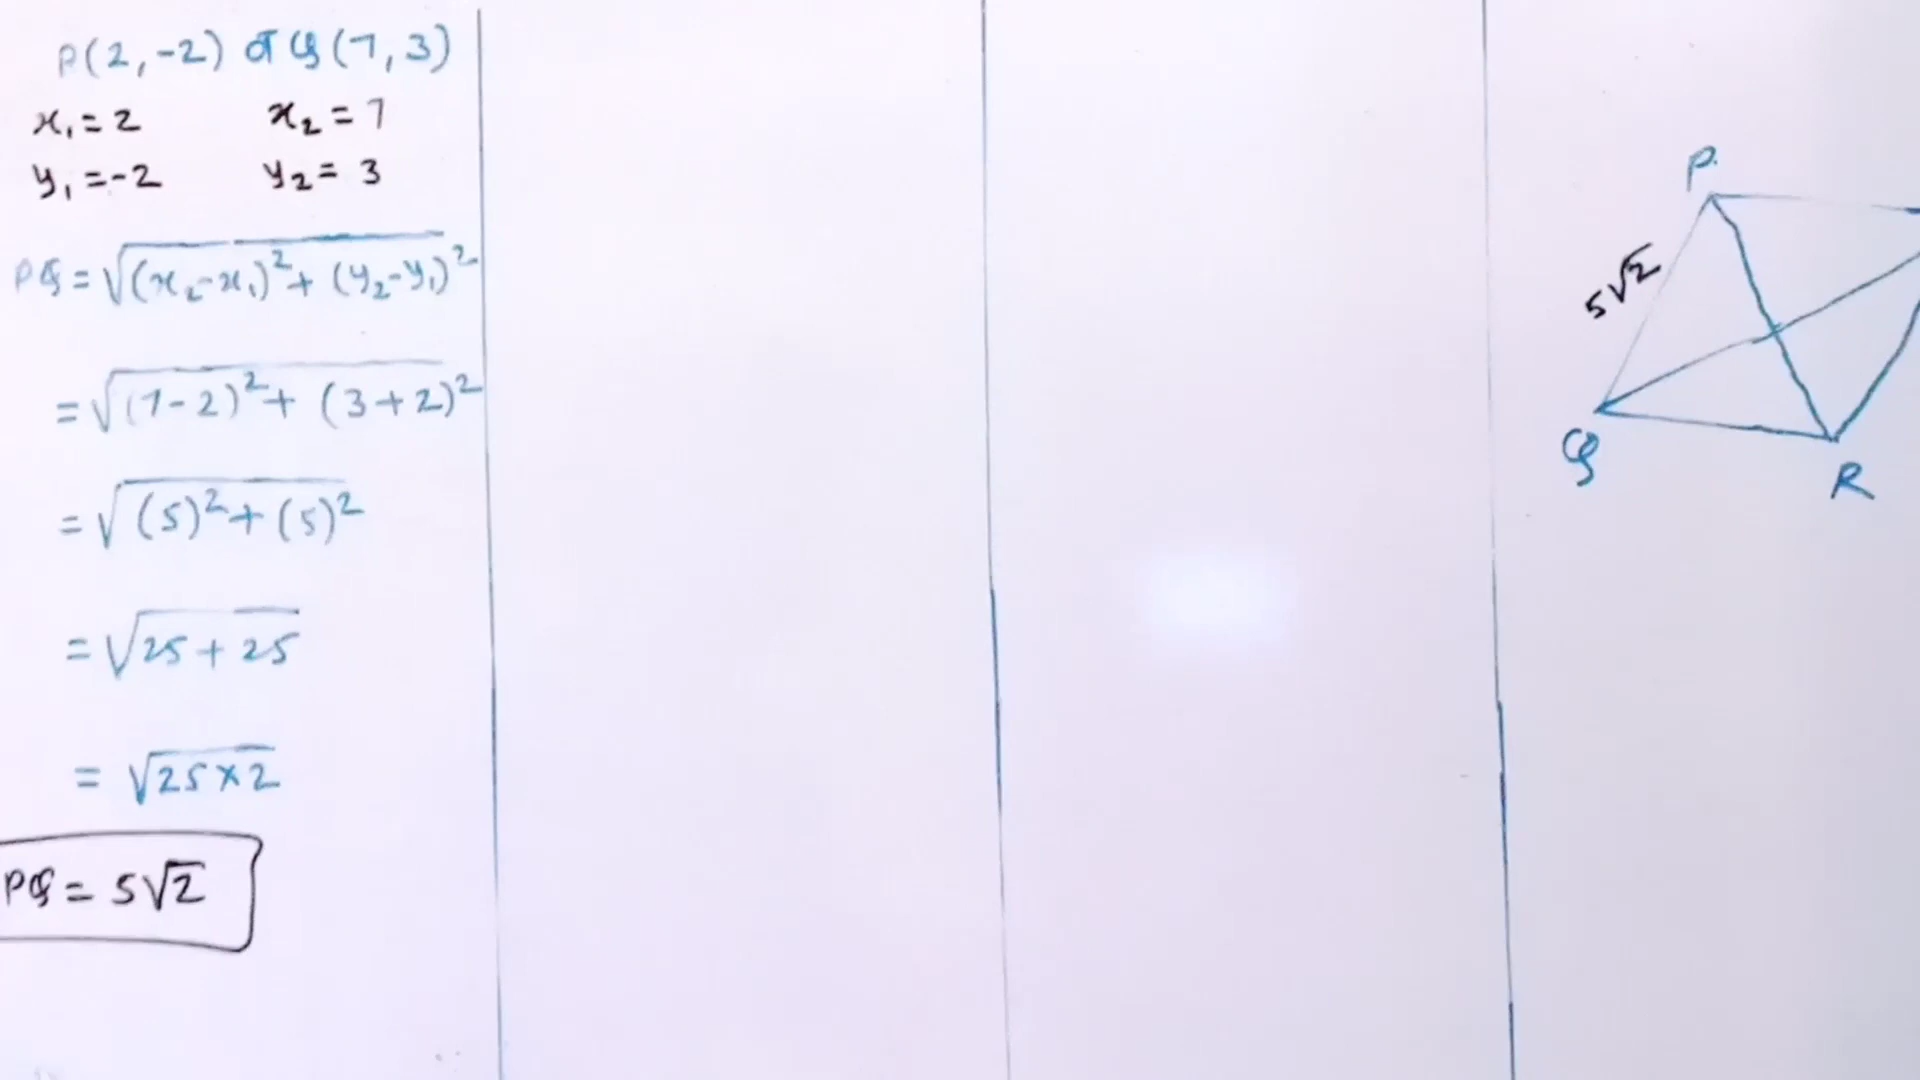 P(2,-2) વ Q(7,3)
x₁=2 x₂=7
y₁=-2 y₂=3
PQ=√(x₂-x₁)²+(y₂-y₁)²
=√(7-2)²+(3+2)²
=√(5)²+(5)²
=√25+25
=√25×2
PQ=5√2
P
5√2
Q
R